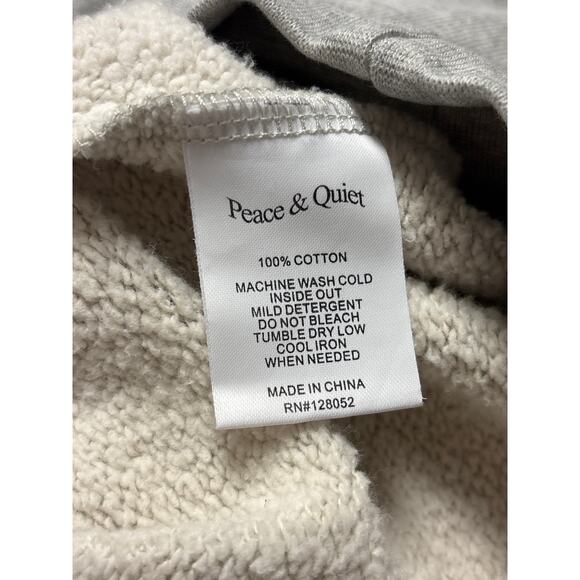 Peace & Quiet
100% COTTON
MACHINE WASH COLD
INSIDE OUT
MILD DETERGENT
DO NOT BLEACH
TUMBLE DRY LOW
COOL IRON
WHEN NEEDED
MADE IN CHINA
RN#128052